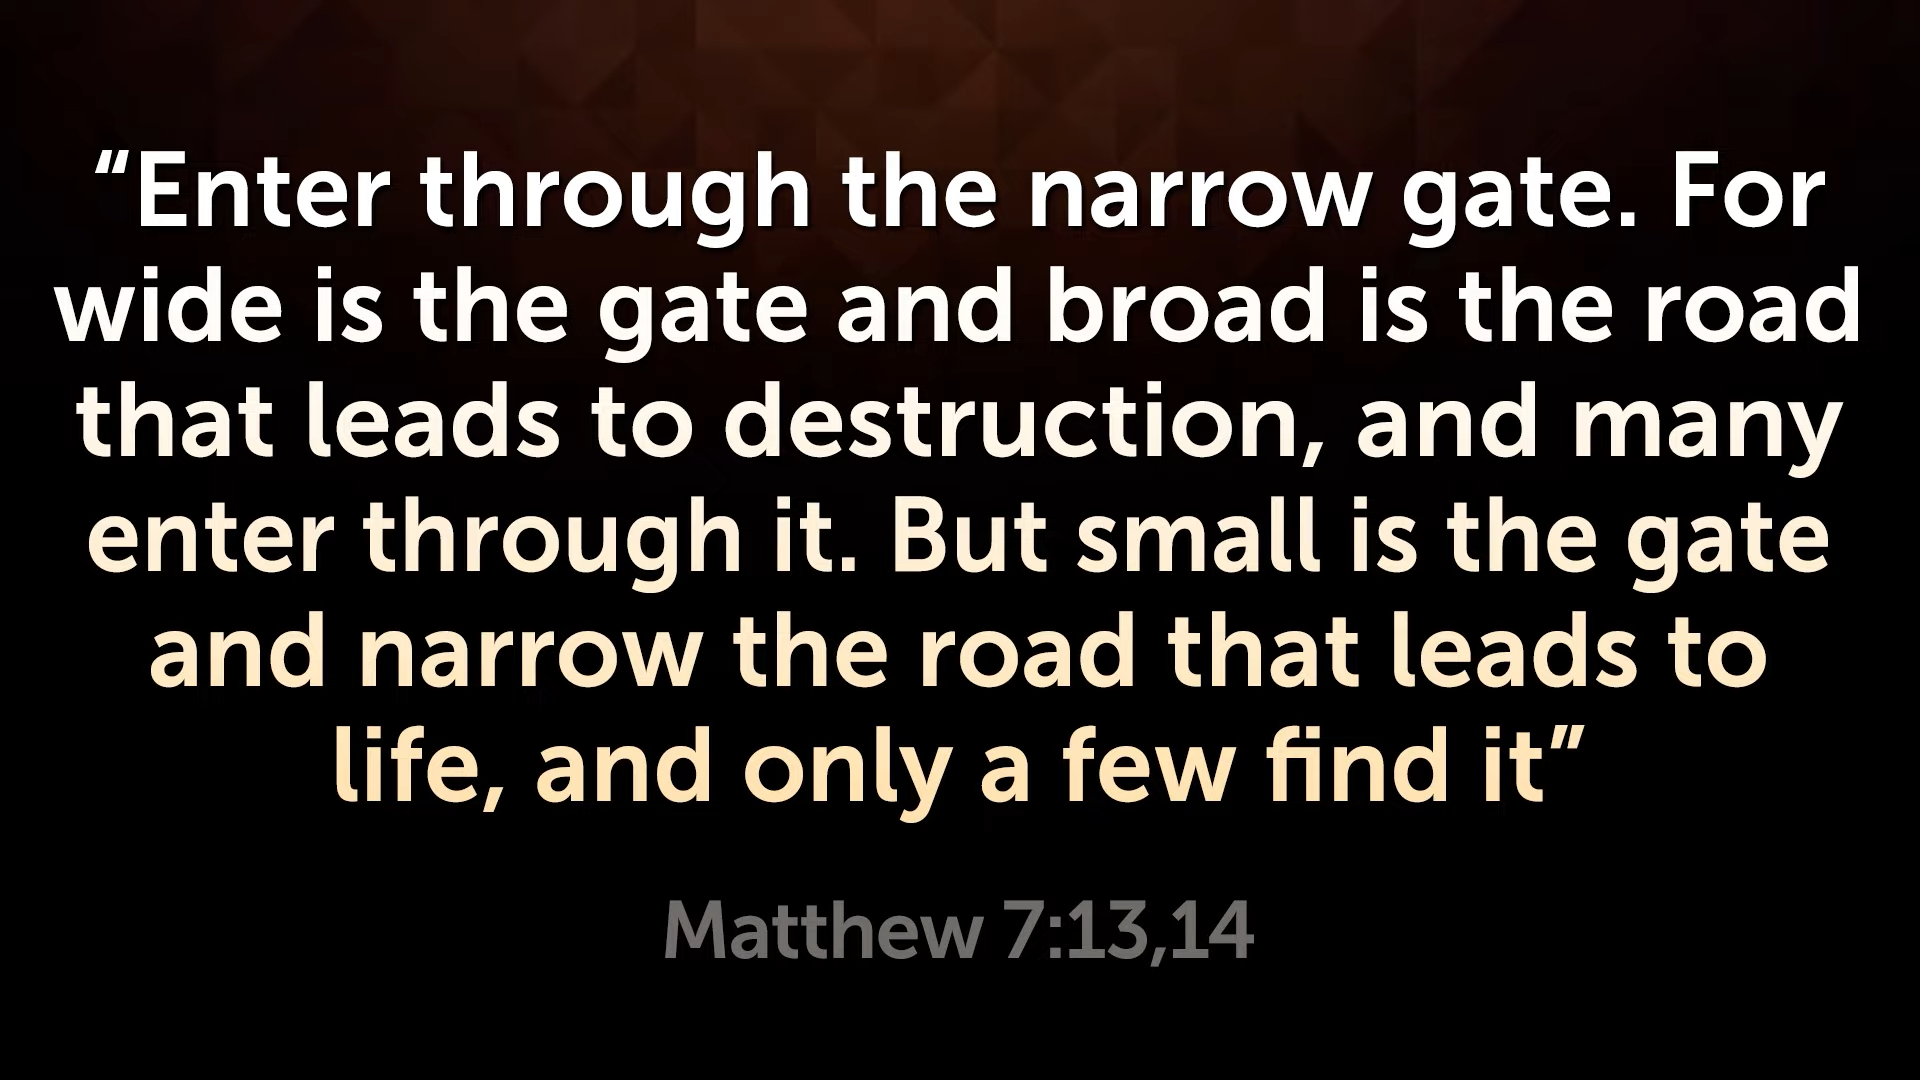 “Enter through the narrow gate. For
wide is the gate and broad is the road
that leads to destruction, and many
enter through it. But small is the gate
and narrow the road that leads to
life, and only a few find it”
Matthew 7:13,14